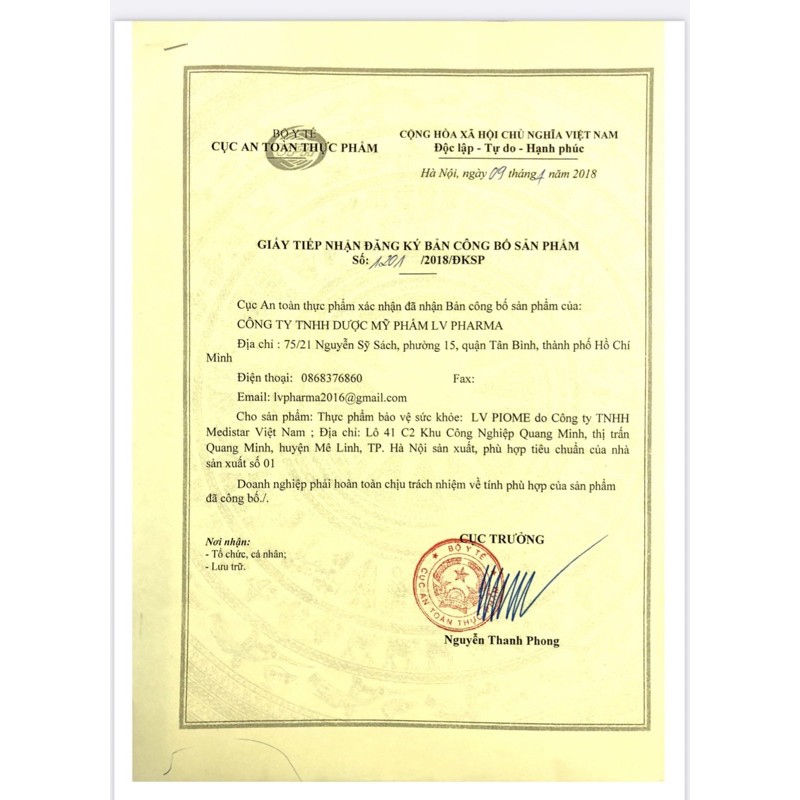 BỘ Y TẾ
CỤC AN TOÀN THỰC PHẨM
CỘNG HÒA XÃ HỘI CHỦ NGHĨA VIỆT NAM
Độc lập - Tự do - Hạnh phúc
Hà Nội, ngày 09 tháng 1 năm 2018
GIẤY TIẾP NHẬN ĐĂNG KÝ BẢN CÔNG BỐ SẢN PHẨM
Số: 1201 /2018/ĐKSP
Cục An toàn thực phẩm xác nhận đã nhận Bản công bố sản phẩm của:
CÔNG TY TNHH DƯỢC MỸ PHẨM LV PHARMA
Địa chỉ : 75/21 Nguyễn Sỹ Sách, phường 15, quận Tân Bình, thành phố Hồ Chí
Minh
Điện thoại: 0868376860 Fax:
Email: lvpharma2016@gmail.com
Cho sản phẩm: Thực phẩm bảo vệ sức khỏe: LV PIOME do Công ty TNHH
Medistar Việt Nam ; Địa chỉ: Lô 41 C2 Khu Công Nghiệp Quang Minh, thị trấn
Quang Minh, huyện Mê Linh, TP. Hà Nội sản xuất, phù hợp tiêu chuẩn của nhà
sản xuất số 01
Doanh nghiệp phải hoàn toàn chịu trách nhiệm về tính phù hợp của sản phẩm
đã công bố./.
Nơi nhận:
- Tổ chức, cá nhân;
- Lưu trữ.
CỤC TRƯỞNG
BỘ Y TẾ
CỤC AN TOÀN THỰC
Nguyễn Thanh Phong